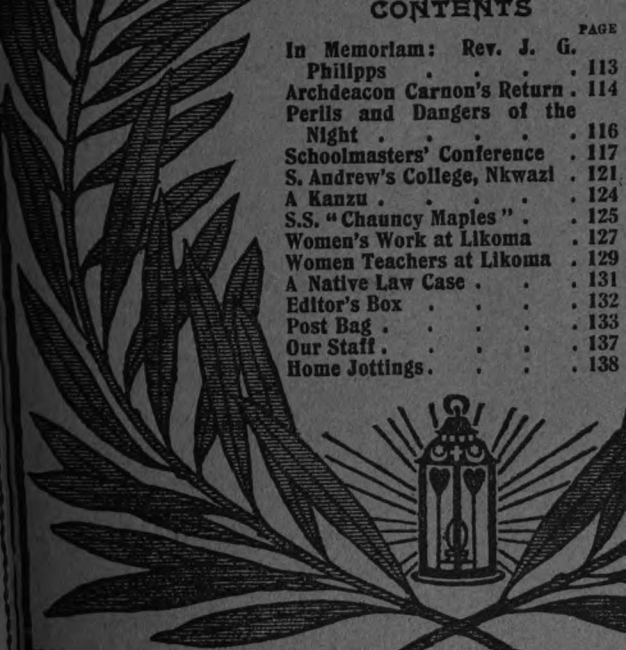 CONTENTS
PAGE
In Memoriam: Rev. J. G.
Philipps . . . . 113
Archdeacon Carnon's Return . 114
Perils and Dangers of the
Night . . . . . 116
Schoolmasters' Conference . 117
S. Andrew's College, Nkwazi . 121
A Kanzu . . . . . 124
S.S. "Chauncy Maples" . . 125
Women's Work at Likoma . 127
Women Teachers at Likoma . 129
A Native Law Case . . . 131
Editor's Box . . . . 132
Post Bag . . . . . 133
Our Staff . . . . . 137
Home Jottings . . . . 138